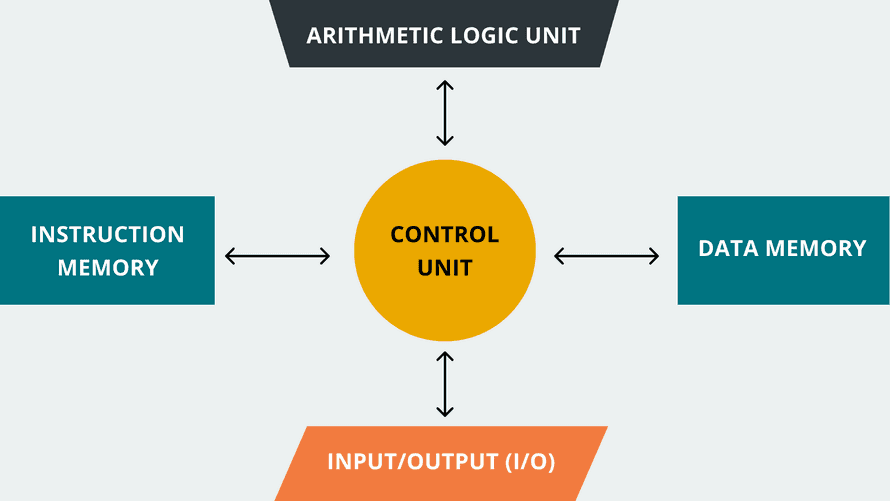 ARITHMETIC LOGIC UNIT
INSTRUCTION
MEMORY
CONTROL
UNIT
DATA MEMORY
INPUT/OUTPUT (I/O)